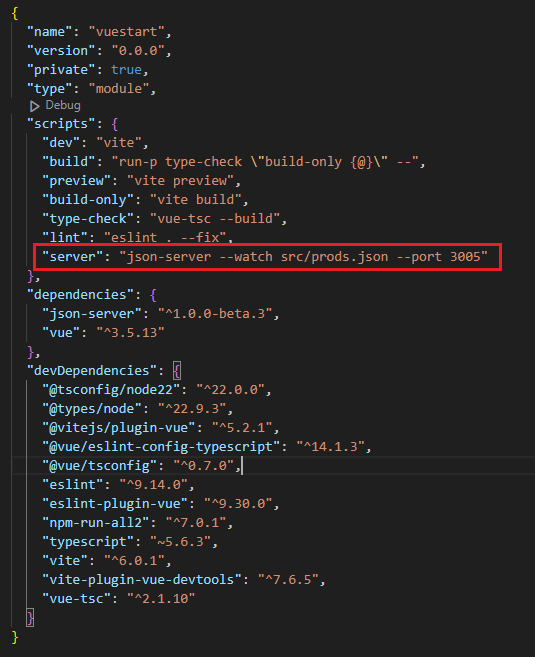 {
"name": "vuestart",
"version": "0.0.0",
"private": true,
"type": "module",
Debug
"scripts": {
"dev": "vite",
"build": "run-p type-check \"build-only {@}\" --",
"preview": "vite preview",
"build-only": "vite build",
"type-check": "vue-tsc --build",
"lint": "eslint . --fix",
"server": "json-server --watch src/prods.json --port 3005"
},
"dependencies": {
"json-server": "^1.0.0-beta.3",
"vue": "^3.5.13"
},
"devDependencies": {
"@tsconfig/node22": "^22.0.0",
"@types/node": "^22.9.3",
"@vitejs/plugin-vue": "^5.2.1",
"@vue/eslint-config-typescript": "^14.1.3",
"@vue/tsconfig": "^0.7.0",
"eslint": "^9.14.0",
"eslint-plugin-vue": "^9.30.0",
"npm-run-all2": "^7.0.1",
"typescript": "~5.6.3",
"vite": "^6.0.1",
"vite-plugin-vue-devtools": "^7.6.5",
"vue-tsc": "^2.1.10"
}
}